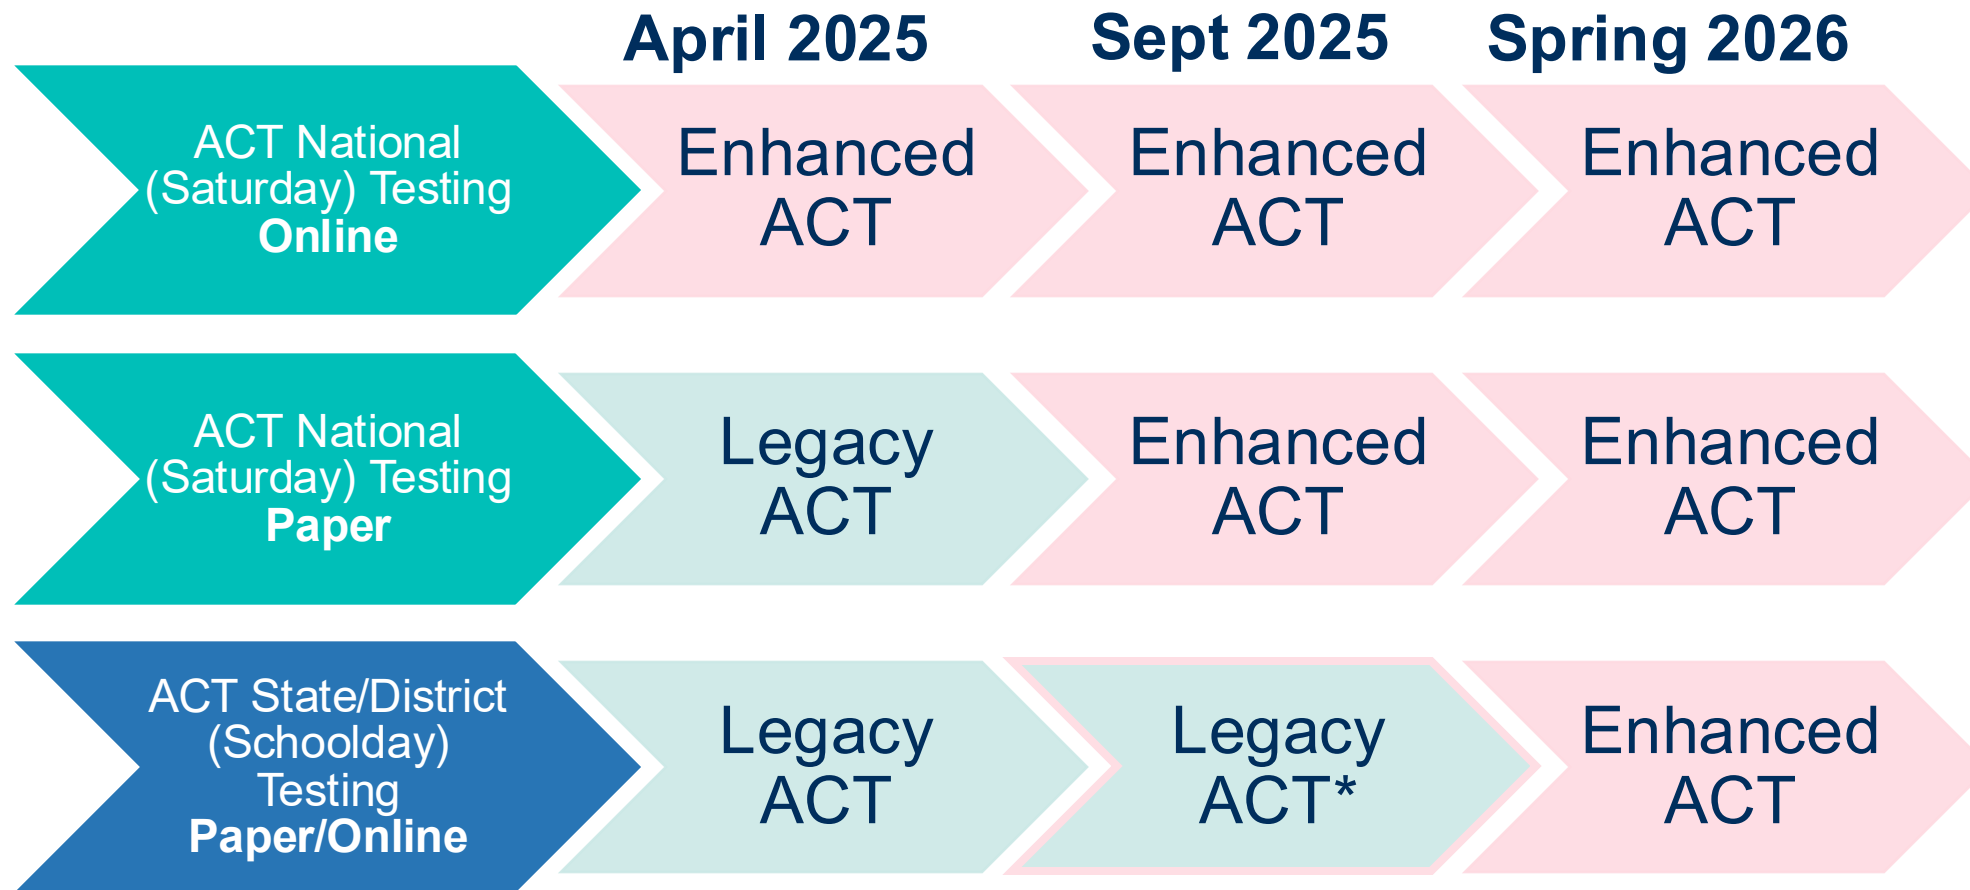 April 2025
Sept 2025
Spring 2026
ACT National
(Saturday) Testing
Online
Enhanced
ACT
Enhanced
ACT
Enhanced
ACT
ACT National
(Saturday) Testing
Paper
Legacy
ACT
Enhanced
ACT
Enhanced
ACT
ACT State/District
(Schoolday)
Testing
Paper/Online
Legacy
ACT
Legacy
ACT*
Enhanced
ACT